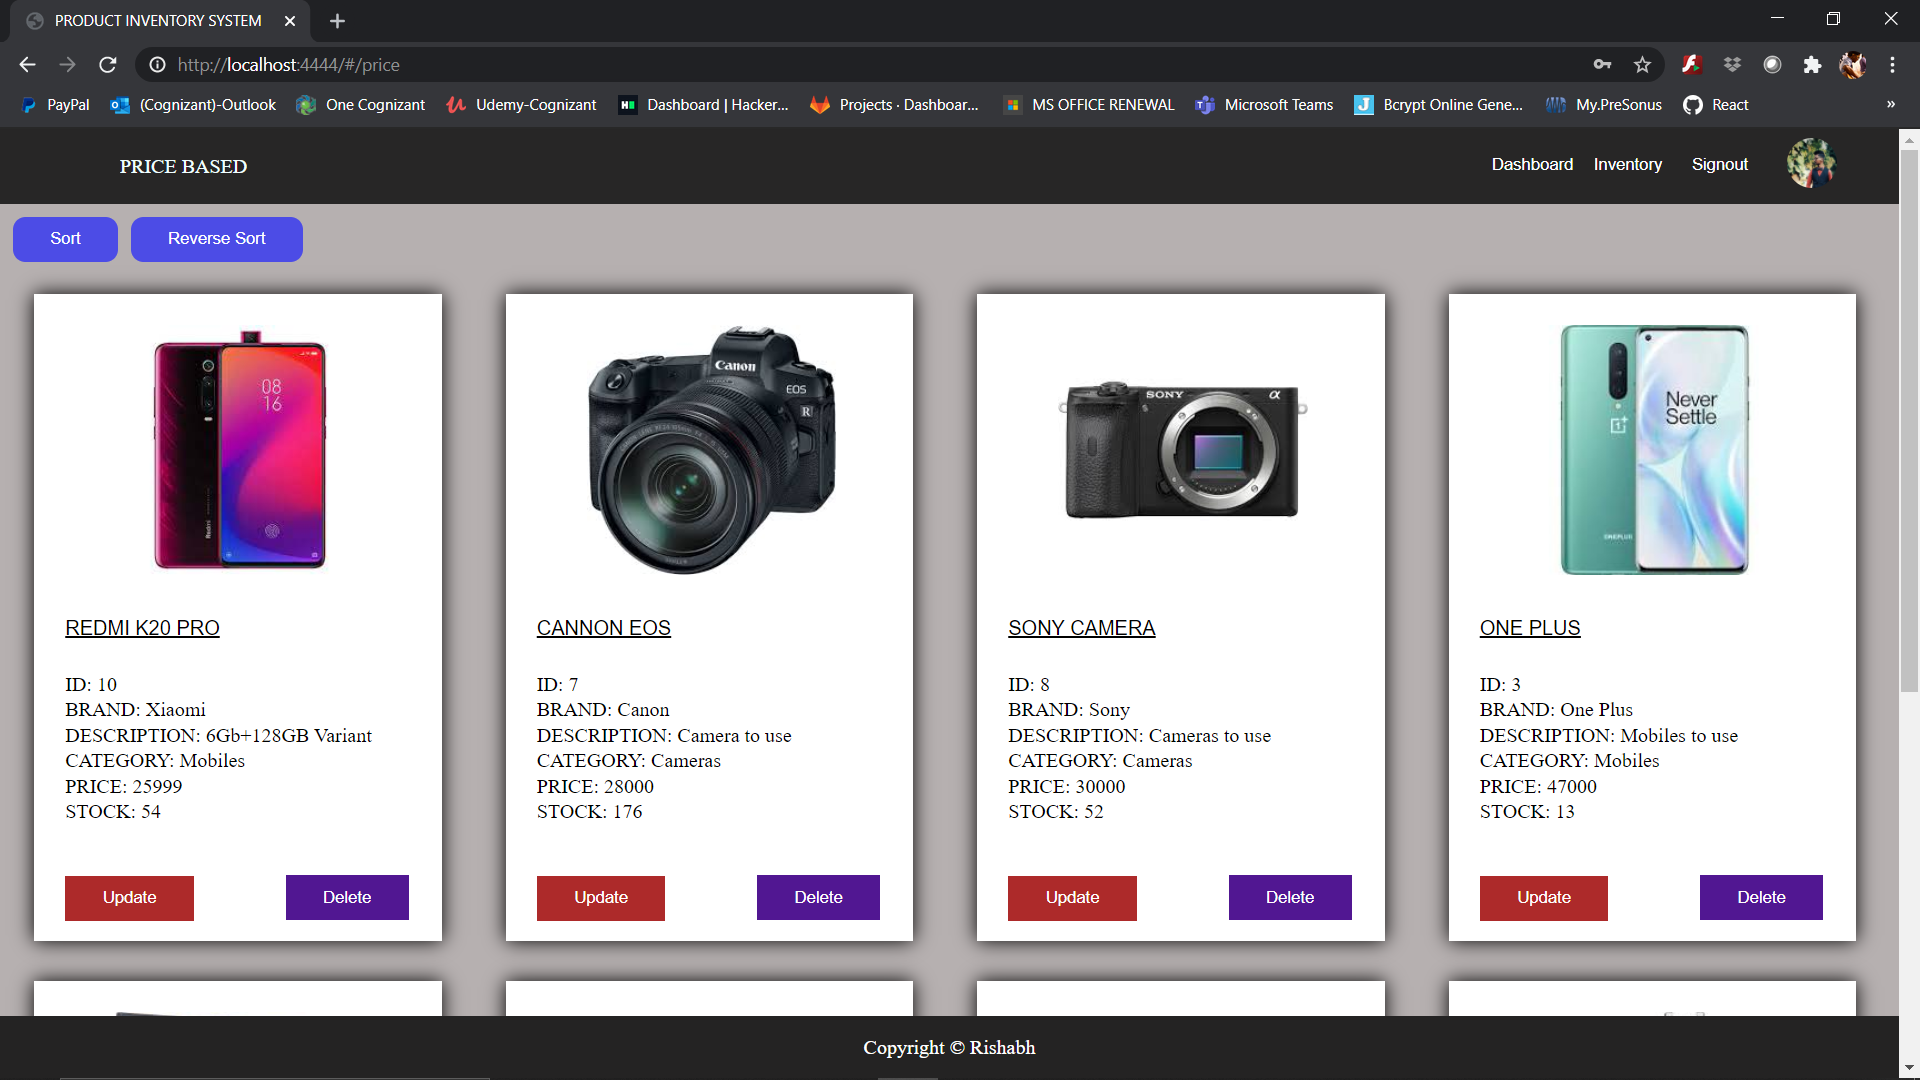 PRODUCT INVENTORY SYSTEM
http://localhost:4444/#/price
PayPal (Cognizant)-Outlook One Cognizant Udemy-Cognizant Dashboard | Hacker... Projects · Dashboar... MS OFFICE RENEWAL Microsoft Teams Bcrypt Online Gene... My.PreSonus React »
PRICE BASED Dashboard Inventory Signout
Sort Reverse Sort
08
16
Redmi
Canon
EOS
R
SONY α
Never
Settle
ONEPLUS
REDMI K20 PRO
ID: 10
BRAND: Xiaomi
DESCRIPTION: 6Gb+128GB Variant
CATEGORY: Mobiles
PRICE: 25999
STOCK: 54
Update Delete
CANNON EOS
ID: 7
BRAND: Canon
DESCRIPTION: Camera to use
CATEGORY: Cameras
PRICE: 28000
STOCK: 176
Update Delete
SONY CAMERA
ID: 8
BRAND: Sony
DESCRIPTION: Cameras to use
CATEGORY: Cameras
PRICE: 30000
STOCK: 52
Update Delete
ONE PLUS
ID: 3
BRAND: One Plus
DESCRIPTION: Mobiles to use
CATEGORY: Mobiles
PRICE: 47000
STOCK: 13
Update Delete
Copyright © Rishabh